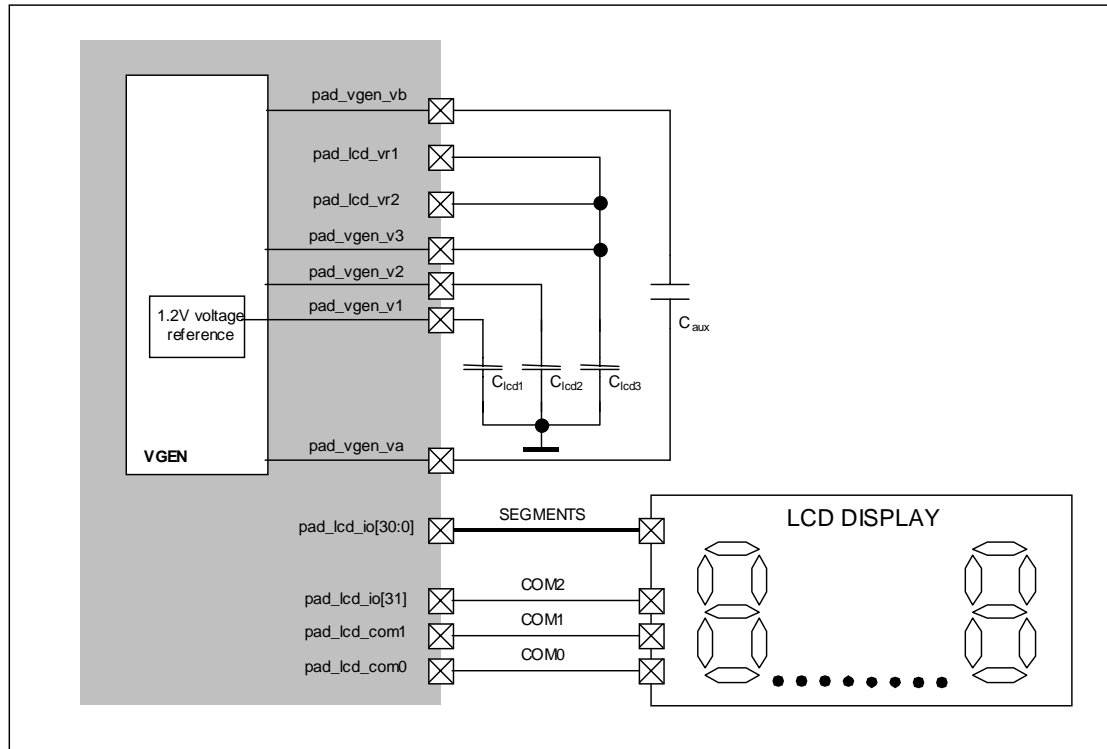 pad_vgen_vb
pad_lcd_vr1
pad_lcd_vr2
pad_vgen_v3
pad_vgen_v2
pad_vgen_v1
1.2V voltage
reference
Caux
Clcd1
Clcd2
Clcd3
pad_vgen_va
VGEN
pad_lcd_io[30:0]
SEGMENTS
LCD DISPLAY
pad_lcd_io[31]
COM2
pad_lcd_com1
COM1
pad_lcd_com0
COM0